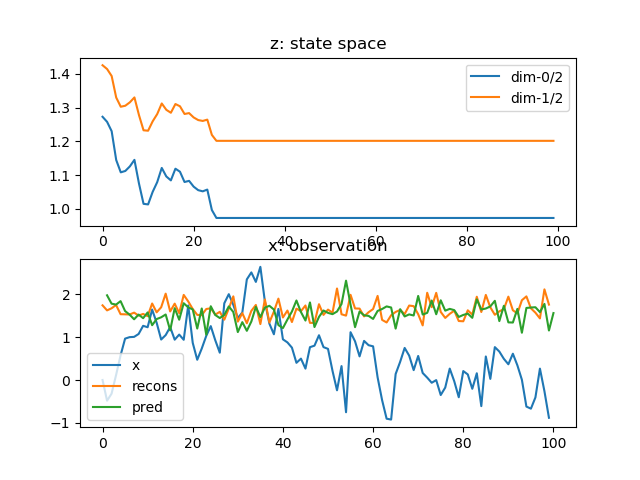 z: state space
1.4
1.3
1.2
1.1
1.0
dim-0/2
dim-1/2
0 20 40 60 80 100
x: observation
2
1
0
−1
x
recons
pred
0 20 40 60 80 100